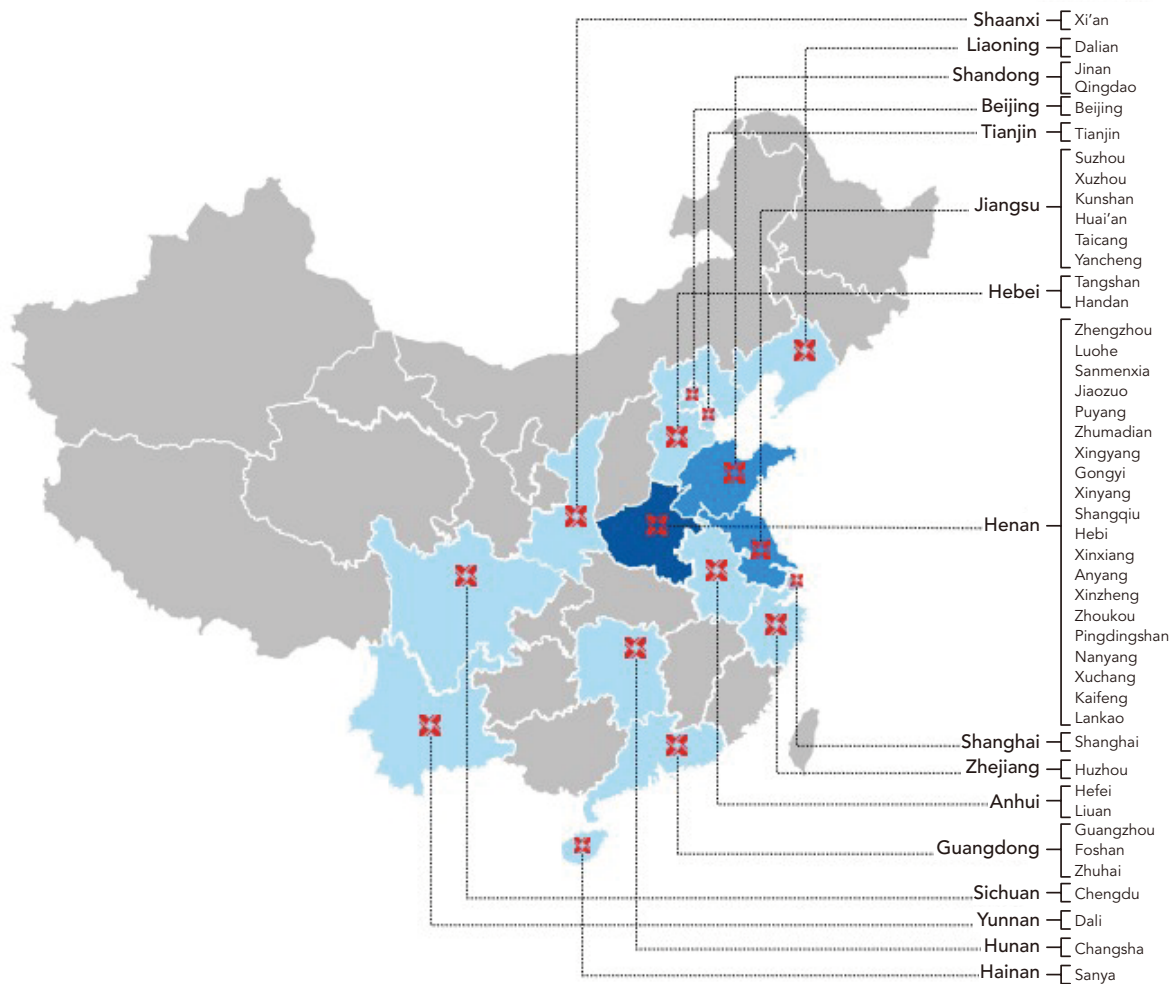 Shaanxi
Xi'an
Liaoning
Dalian
Shandong
Jinan
Qingdao
Beijing
Beijing
Tianjin
Tianjin
Jiangsu
Suzhou
Xuzhou
Kunshan
Huai'an
Taicang
Yancheng
Hebei
Tangshan
Handan
Henan
Zhengzhou
Luohe
Sanmenxia
Jiaozuo
Puyang
Zhumadian
Xingyang
Gongyi
Xinyang
Shangqiu
Hebi
Xinxiang
Anyang
Xinzheng
Zhoukou
Pingdingshan
Nanyang
Xuchang
Kaifeng
Lankao
Shanghai
Shanghai
Zhejiang
Huzhou
Anhui
Hefei
Liuan
Guangdong
Guangzhou
Foshan
Zhuhai
Sichuan
Chengdu
Yunnan
Dali
Hunan
Changsha
Hainan
Sanya